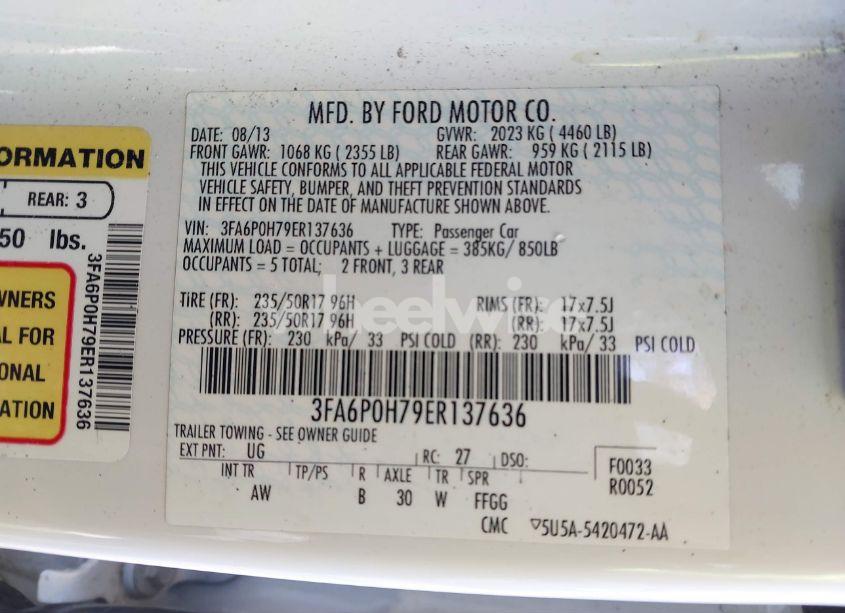 ORMATION
REAR: 3
50 lbs.
WNERS
AL FOR
ONAL
ATION
3FA6P0H79ER137636
MFD. BY FORD MOTOR CO.
DATE: 08/13 GVWR: 2023 KG ( 4460 LB)
FRONT GAWR: 1068 KG ( 2355 LB) REAR GAWR: 959 KG ( 2115 LB)
THIS VEHICLE CONFORMS TO ALL APPLICABLE FEDERAL MOTOR
VEHICLE SAFETY, BUMPER, AND THEFT PREVENTION STANDARDS
IN EFFECT ON THE DATE OF MANUFACTURE SHOWN ABOVE.
VIN: 3FA6P0H79ER137636 TYPE: Passenger Car
MAXIMUM LOAD = OCCUPANTS + LUGGAGE = 385KG/ 850LB
OCCUPANTS = 5 TOTAL; 2 FRONT, 3 REAR
TIRE (FR): 235/50R17 96H RIMS (FR): 17x7.5J
(RR): 235/50R17 96H (RR): 17x7.5J
PRESSURE (FR): 230 kPa/ 33 PSI COLD (RR): 230 kPa/ 33 PSI COLD
3FA6P0H79ER137636
TRAILER TOWING - SEE OWNER GUIDE
EXT PNT: UG RC: 27 DSO:
F0033
R0052
INT TR TP/PS R AXLE TR SPR
AW B 30 W FFGG
CMC 5U5A-5420472-AA